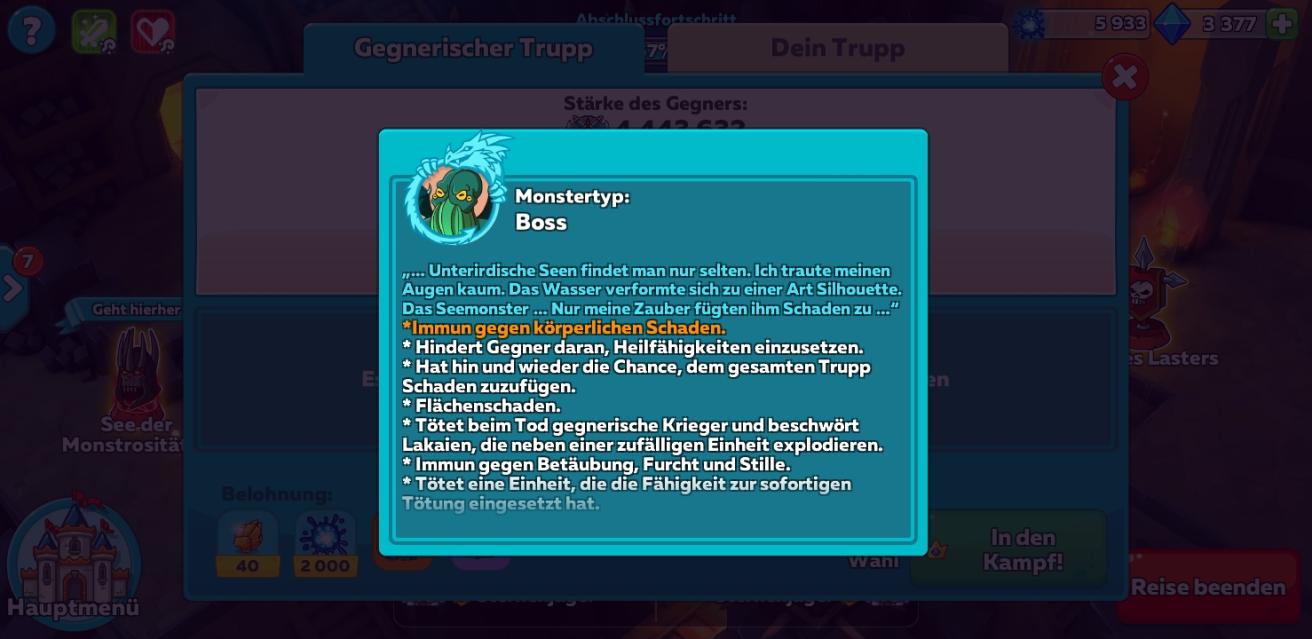 Abschlussfortschritt
5 933
3 377
Gegnerischer Trupp
7%
Dein Trupp
Stärke des Gegners:
Monstertyp:
Boss
„... Unterirdische Seen findet man nur selten. Ich traute meinen
Augen kaum. Das Wasser verformte sich zu einer Art Silhouette.
Das Seemonster ... Nur meine Zauber fügten ihm Schaden zu ...“
*Immun gegen körperlichen Schaden.
* Hindert Gegner daran, Heilfähigkeiten einzusetzen.
* Hat hin und wieder die Chance, dem gesamten Trupp
Schaden zuzufügen.
* Flächenschaden.
* Tötet beim Tod gegnerische Krieger und beschwört
Lakaien, die neben einer zufälligen Einheit explodieren.
* Immun gegen Betäubung, Furcht und Stille.
* Tötet eine Einheit, die die Fähigkeit zur sofortigen
Tötung eingesetzt hat.
7
Geht hierher
See der
Monstrosität
es Lasters
Belohnung:
40
2 000
Wahl
In den
Kampf!
Hauptmenü
Reise beenden